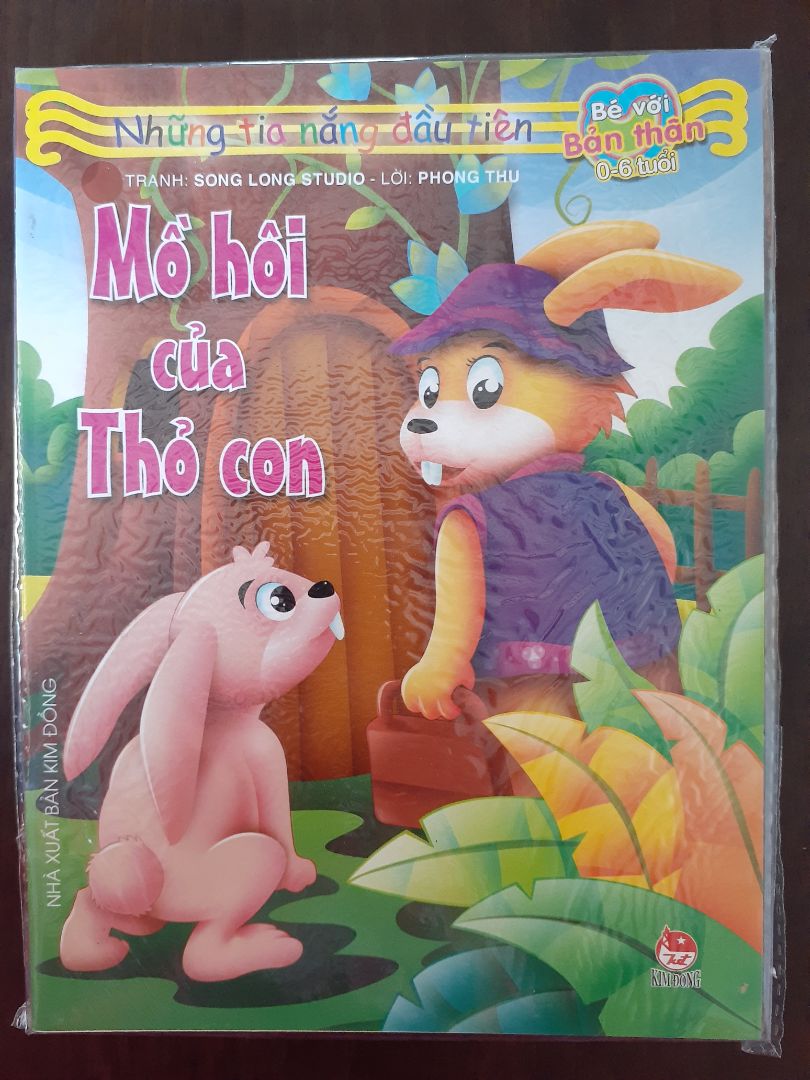 Những tia nắng đầu tiên
Bé với
Bản thân
0-6 tuổi
TRANH: SONG LONG STUDIO - LỜI: PHONG THU
Mồ hôi
của
Thỏ con
NHÀ XUẤT BẢN KIM ĐỒNG
KIM ĐỒNG